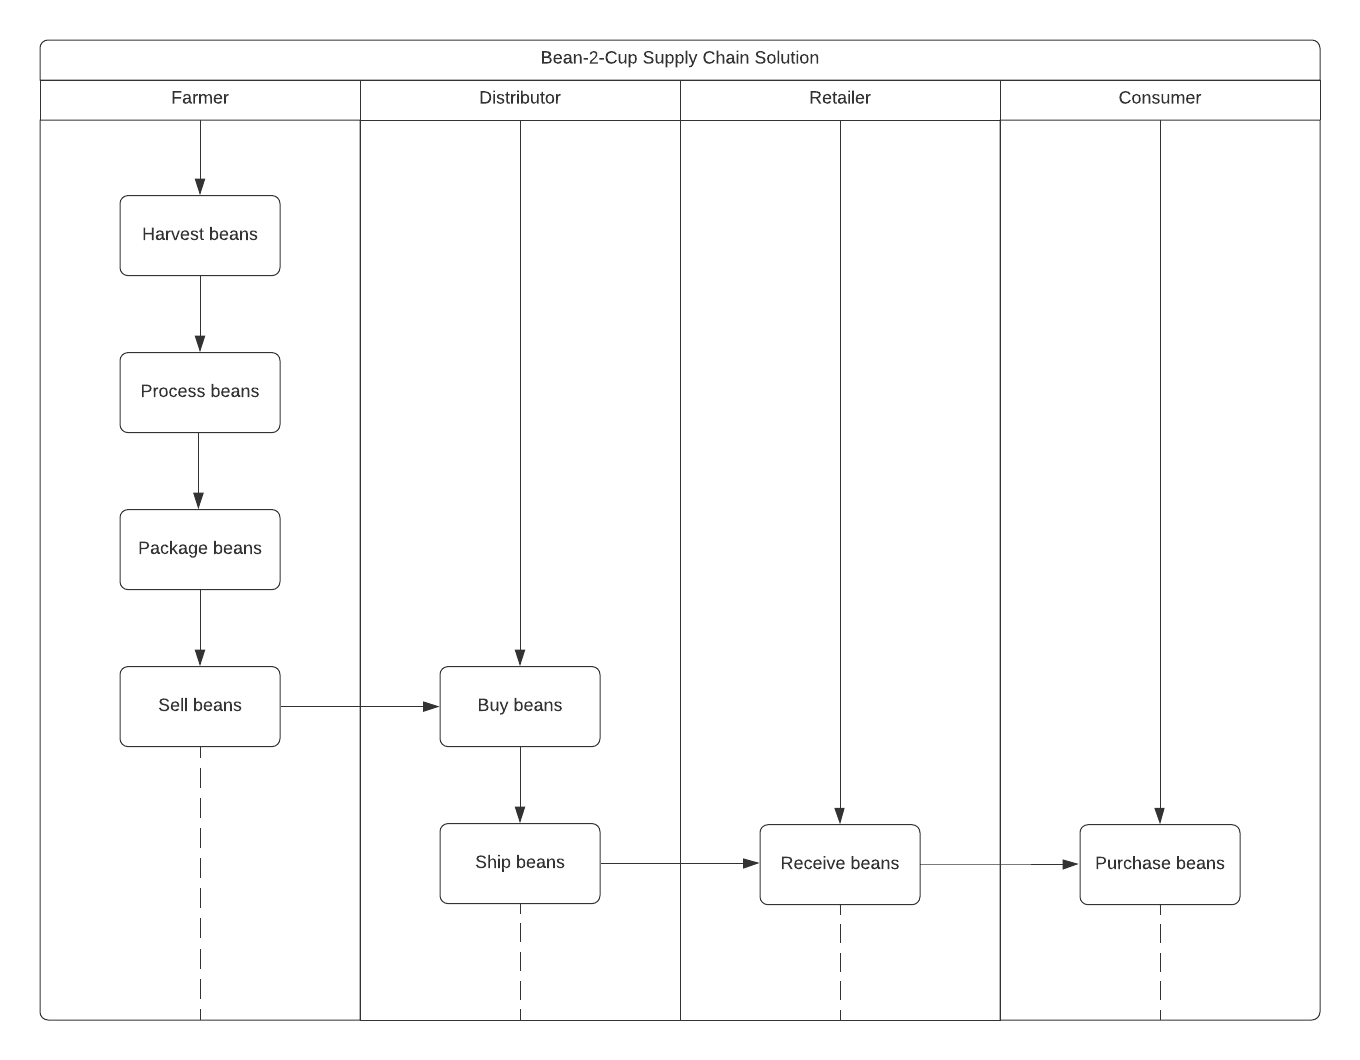 Bean-2-Cup Supply Chain Solution
Farmer
Distributor
Retailer
Consumer
Harvest beans
Process beans
Package beans
Sell beans
Buy beans
Ship beans
Receive beans
Purchase beans